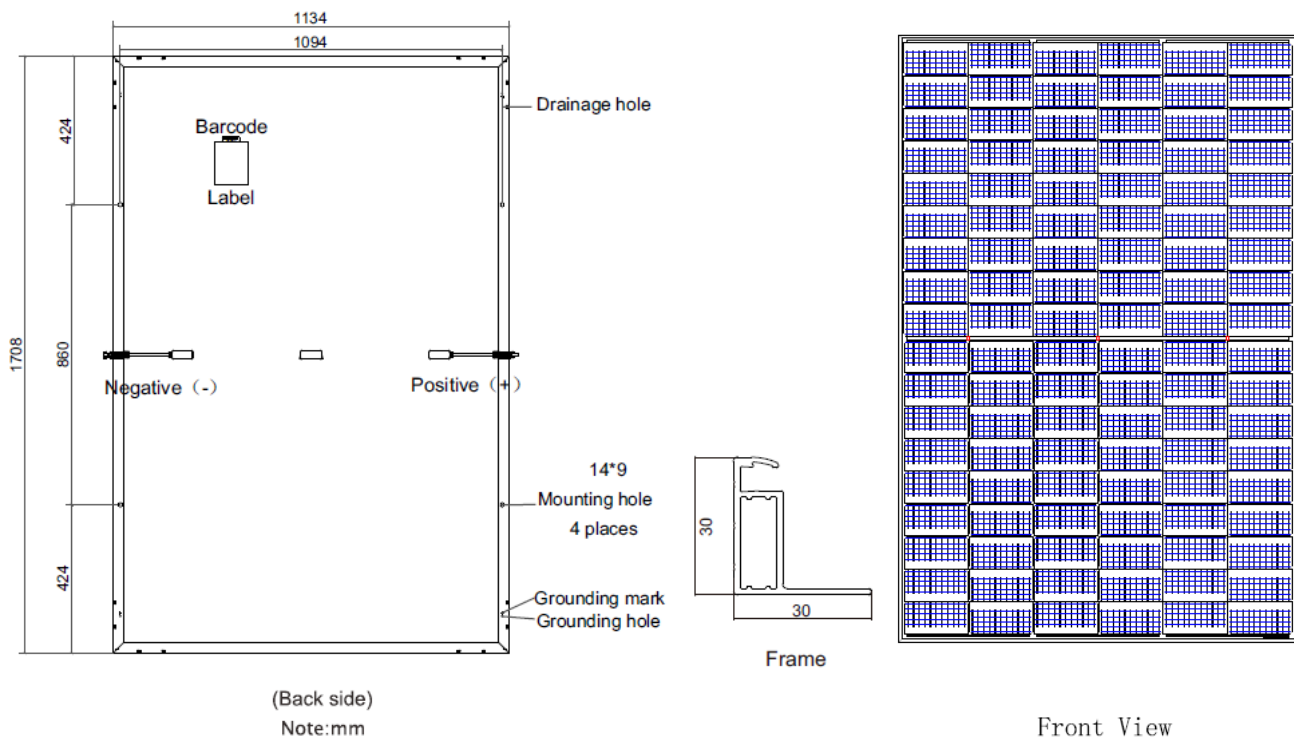 1134
1094
Drainage hole
424
Barcode
Label
1708
860
Negative (-)
Positive (+)
14*9
Mounting hole
4 places
30
424
Grounding mark
Grounding hole
30
Frame
(Back side)
Note:mm
Front View